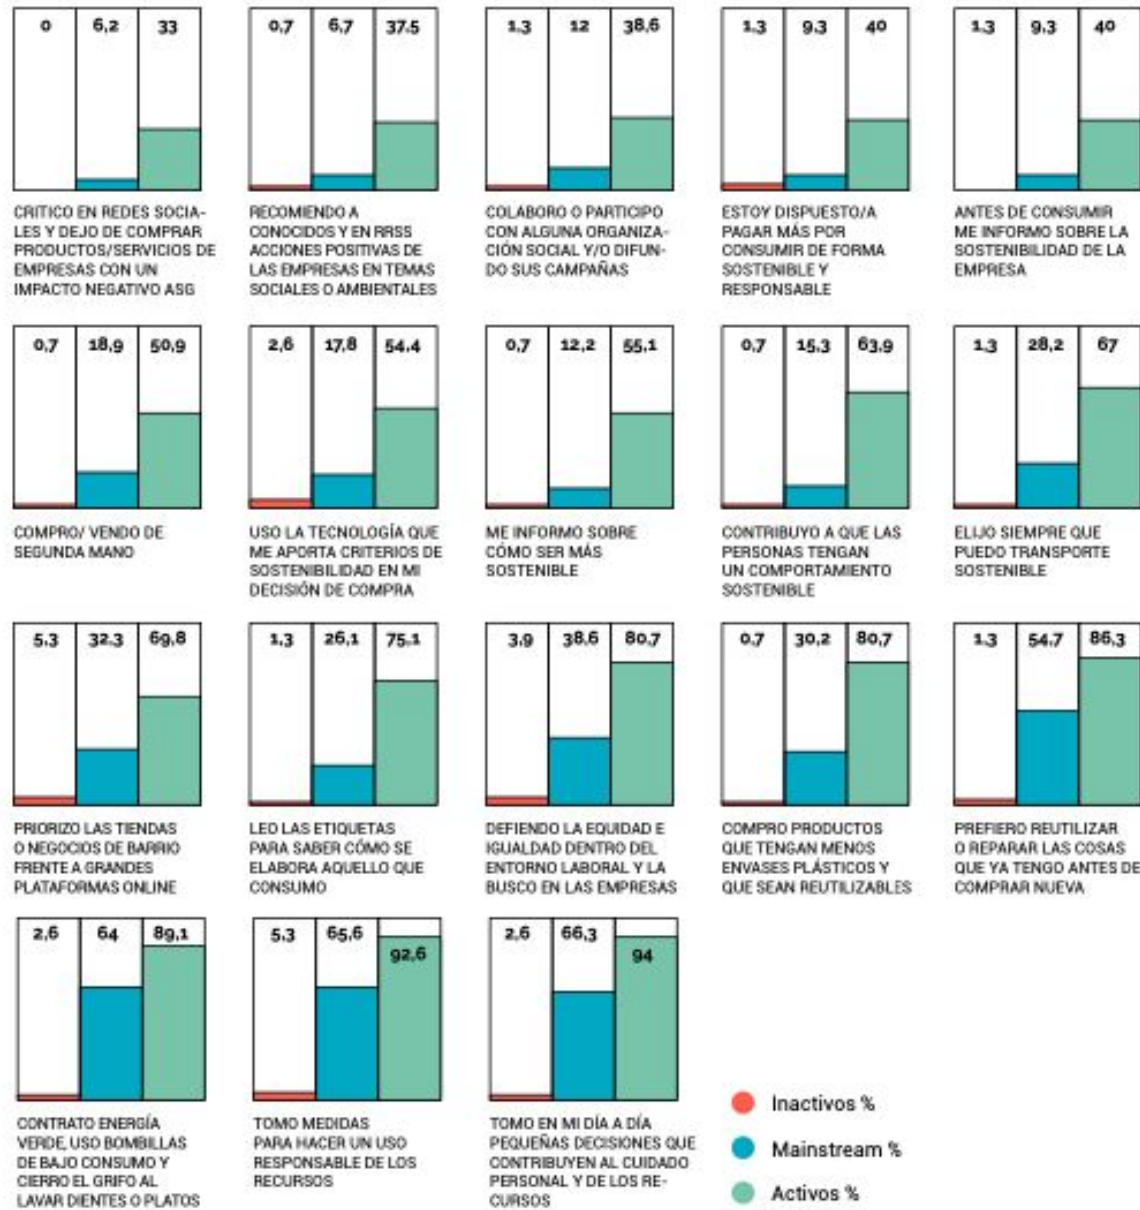 0 6,2 33
CRITICO EN REDES SOCIA-
LES Y DEJO DE COMPRAR
PRODUCTOS/SERVICIOS DE
EMPRESAS CON UN
IMPACTO NEGATIVO ASG
0,7 6,7 37,5
RECOMIENDO A
CONOCIDOS Y EN RRSS
ACCIONES POSITIVAS DE
LAS EMPRESAS EN TEMAS
SOCIALES O AMBIENTALES
1,3 12 38,6
COLABORO O PARTICIPO
CON ALGUNA ORGANIZA-
CIÓN SOCIAL Y/O DIFUN-
DO SUS CAMPAÑAS
1,3 9,3 40
ESTOY DISPUESTO/A
PAGAR MÁS POR
CONSUMIR DE FORMA
SOSTENIBLE Y
RESPONSABLE
1,3 9,3 40
ANTES DE CONSUMIR
ME INFORMO SOBRE LA
SOSTENIBILIDAD DE LA
EMPRESA
0,7 18,9 50,9
COMPRO/ VENDO DE
SEGUNDA MANO
2,6 17,8 54,4
USO LA TECNOLOGÍA QUE
ME APORTA CRITERIOS DE
SOSTENIBILIDAD EN MI
DECISIÓN DE COMPRA
0,7 12,2 55,1
ME INFORMO SOBRE
CÓMO SER MÁS
SOSTENIBLE
0,7 15,3 63,9
CONTRIBUYO A QUE LAS
PERSONAS TENGAN
UN COMPORTAMIENTO
SOSTENIBLE
1,3 28,2 67
ELIJO SIEMPRE QUE
PUEDO TRANSPORTE
SOSTENIBLE
5,3 32,3 69,8
PRIORIZO LAS TIENDAS
O NEGOCIOS DE BARRIO
FRENTE A GRANDES
PLATAFORMAS ONLINE
1,3 26,1 75,1
LEO LAS ETIQUETAS
PARA SABER CÓMO SE
ELABORA AQUELLO QUE
CONSUMO
3,9 38,6 80,7
DEFIENDO LA EQUIDAD E
IGUALDAD DENTRO DEL
ENTORNO LABORAL Y LA
BUSCO EN LAS EMPRESAS
0,7 30,2 80,7
COMPRO PRODUCTOS
QUE TENGAN MENOS
ENVASES PLÁSTICOS Y
QUE SEAN REUTILIZABLES
1,3 54,7 86,3
PREFIERO REUTILIZAR
O REPARAR LAS COSAS
QUE YA TENGO ANTES DE
COMPRAR NUEVA
2,6 64 89,1
CONTRATO ENERGÍA
VERDE, USO BOMBILLAS
DE BAJO CONSUMO Y
CIERRO EL GRIFO AL
LAVAR DIENTES O PLATOS
5,3 65,6 92,6
TOMO MEDIDAS
PARA HACER UN USO
RESPONSABLE DE LOS
RECURSOS
2,6 66,3 94
TOMO EN MI DÍA A DÍA
PEQUEÑAS DECISIONES QUE
CONTRIBUYEN AL CUIDADO
PERSONAL Y DE LOS RE-
CURSOS
Inactivos %
Mainstream %
Activos %